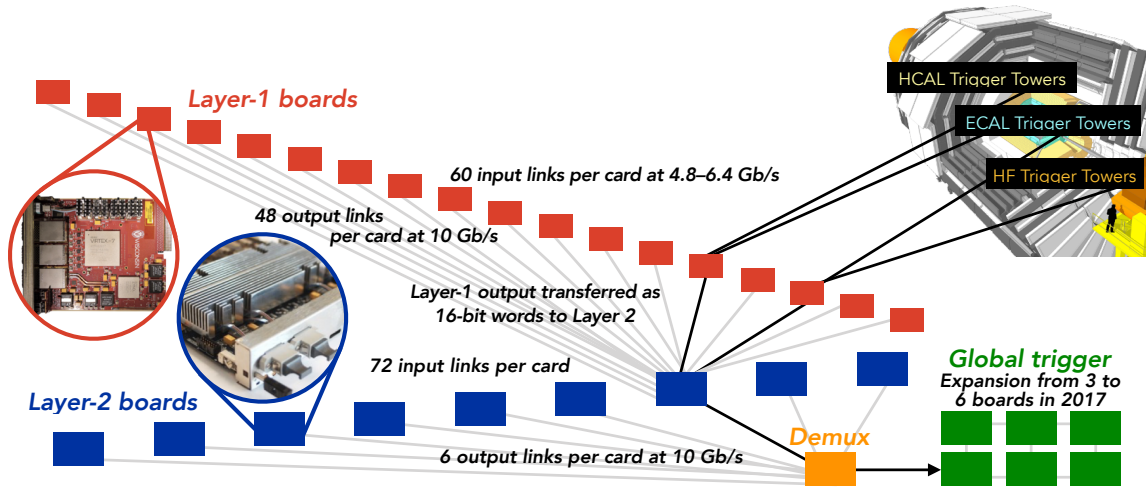 HCAL Trigger Towers
Layer-1 boards
ECAL Trigger Towers
60 input links per card at 4.8–6.4 Gb/s
HF Trigger Towers
48 output links
per card at 10 Gb/s
Layer-1 output transferred as
16-bit words to Layer 2
72 input links per card
Global trigger
Expansion from 3 to
6 boards in 2017
Layer-2 boards
Demux
6 output links per card at 10 Gb/s